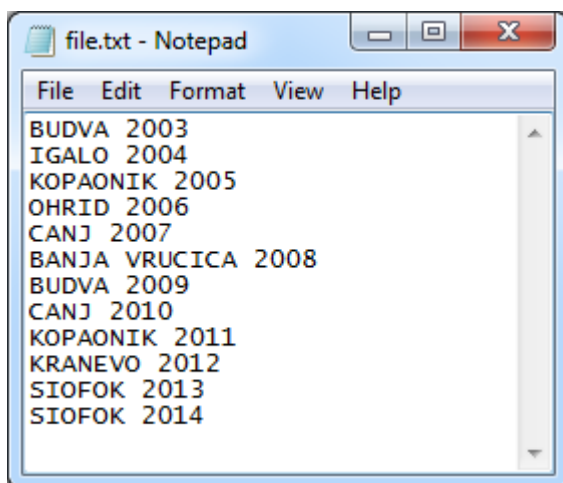 file.txt - Notepad
File Edit Format View Help
BUDVA 2003
IGALO 2004
KOPAONIK 2005
OHRID 2006
CANJ 2007
BANJA VRUCICA 2008
BUDVA 2009
CANJ 2010
KOPAONIK 2011
KRANEVO 2012
SIOFOK 2013
SIOFOK 2014